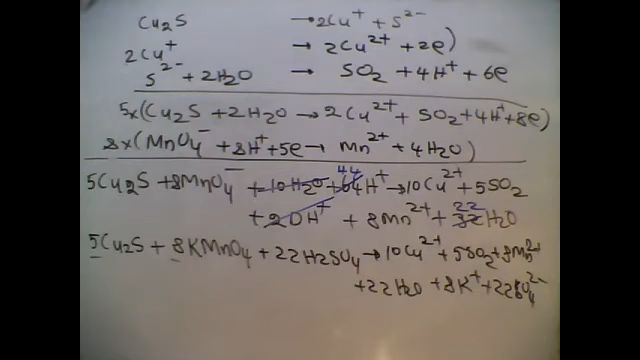 Cu₂S → 2Cu⁺ + S²⁻
2Cu⁺ → 2Cu²⁺ + 2e)
S²⁻ + 2H₂O → SO₂ + 4H⁺ + 6e
5x(Cu₂S + 2H₂O → 2Cu²⁺ + SO₂ + 4H⁺ + 8e)
8x(MnO₄⁻ + 8H⁺ + 5e → Mn²⁺ + 4H₂O)
44
5Cu₂S + 8MnO₄⁻ + 10H₂O + 64H⁺ → 10Cu²⁺ + 5SO₂
22
+ 20H⁺ + 8Mn²⁺ + 32H₂O
5Cu₂S + 8KMnO₄ + 22H₂SO₄ → 10Cu²⁺ + 5SO₂ + 8Mn²⁺
+ 22H₂O + 8K⁺ + 22SO₄²⁻